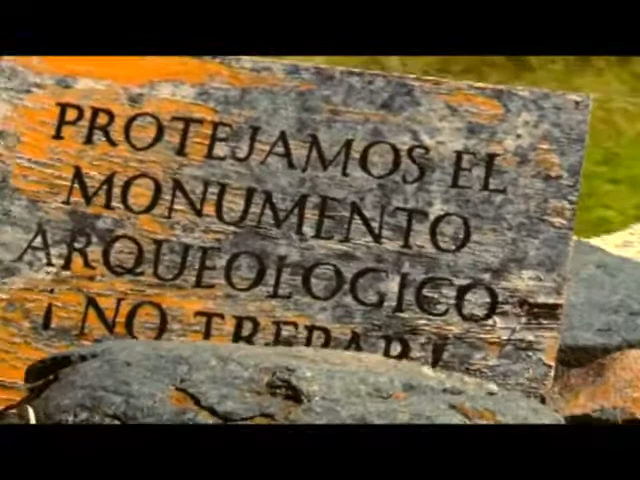 PROTEJAMOS EL
MONUMENTO
ARQUEOLOGICO
¡NO TREPAR!